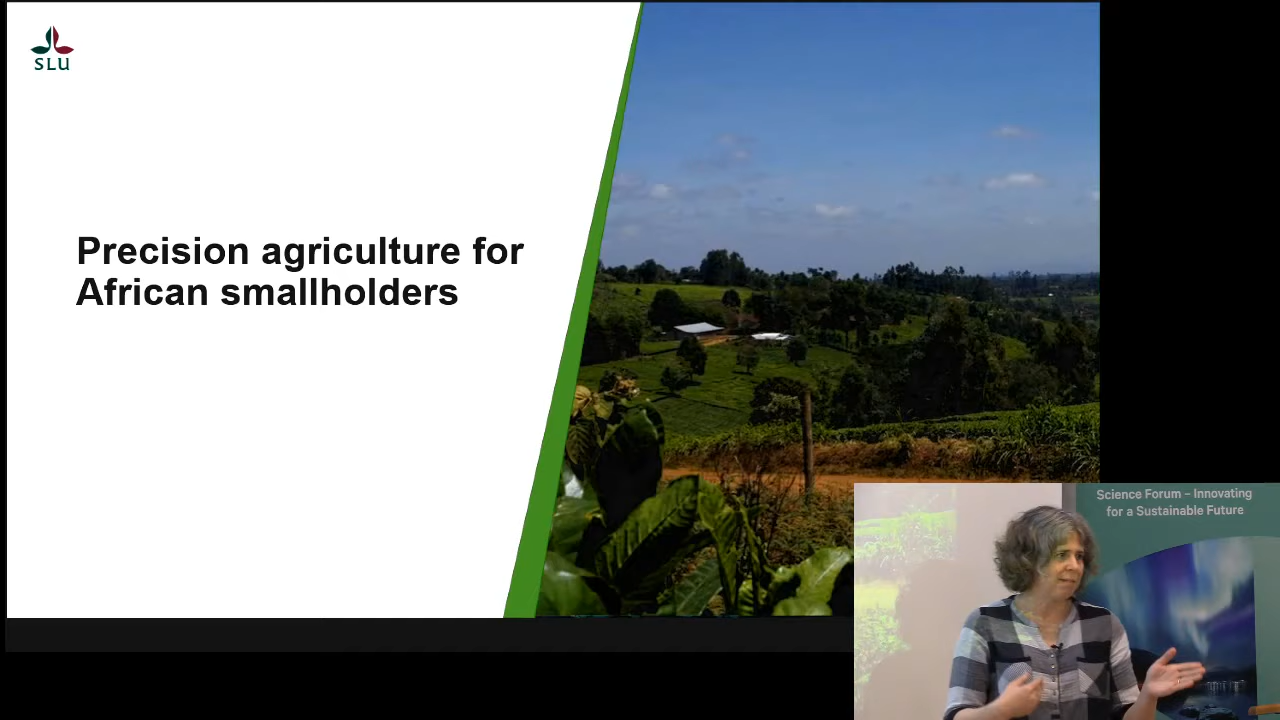 SLU
Precision agriculture for
African smallholders
Science Forum – Innovating
for a Sustainable Future